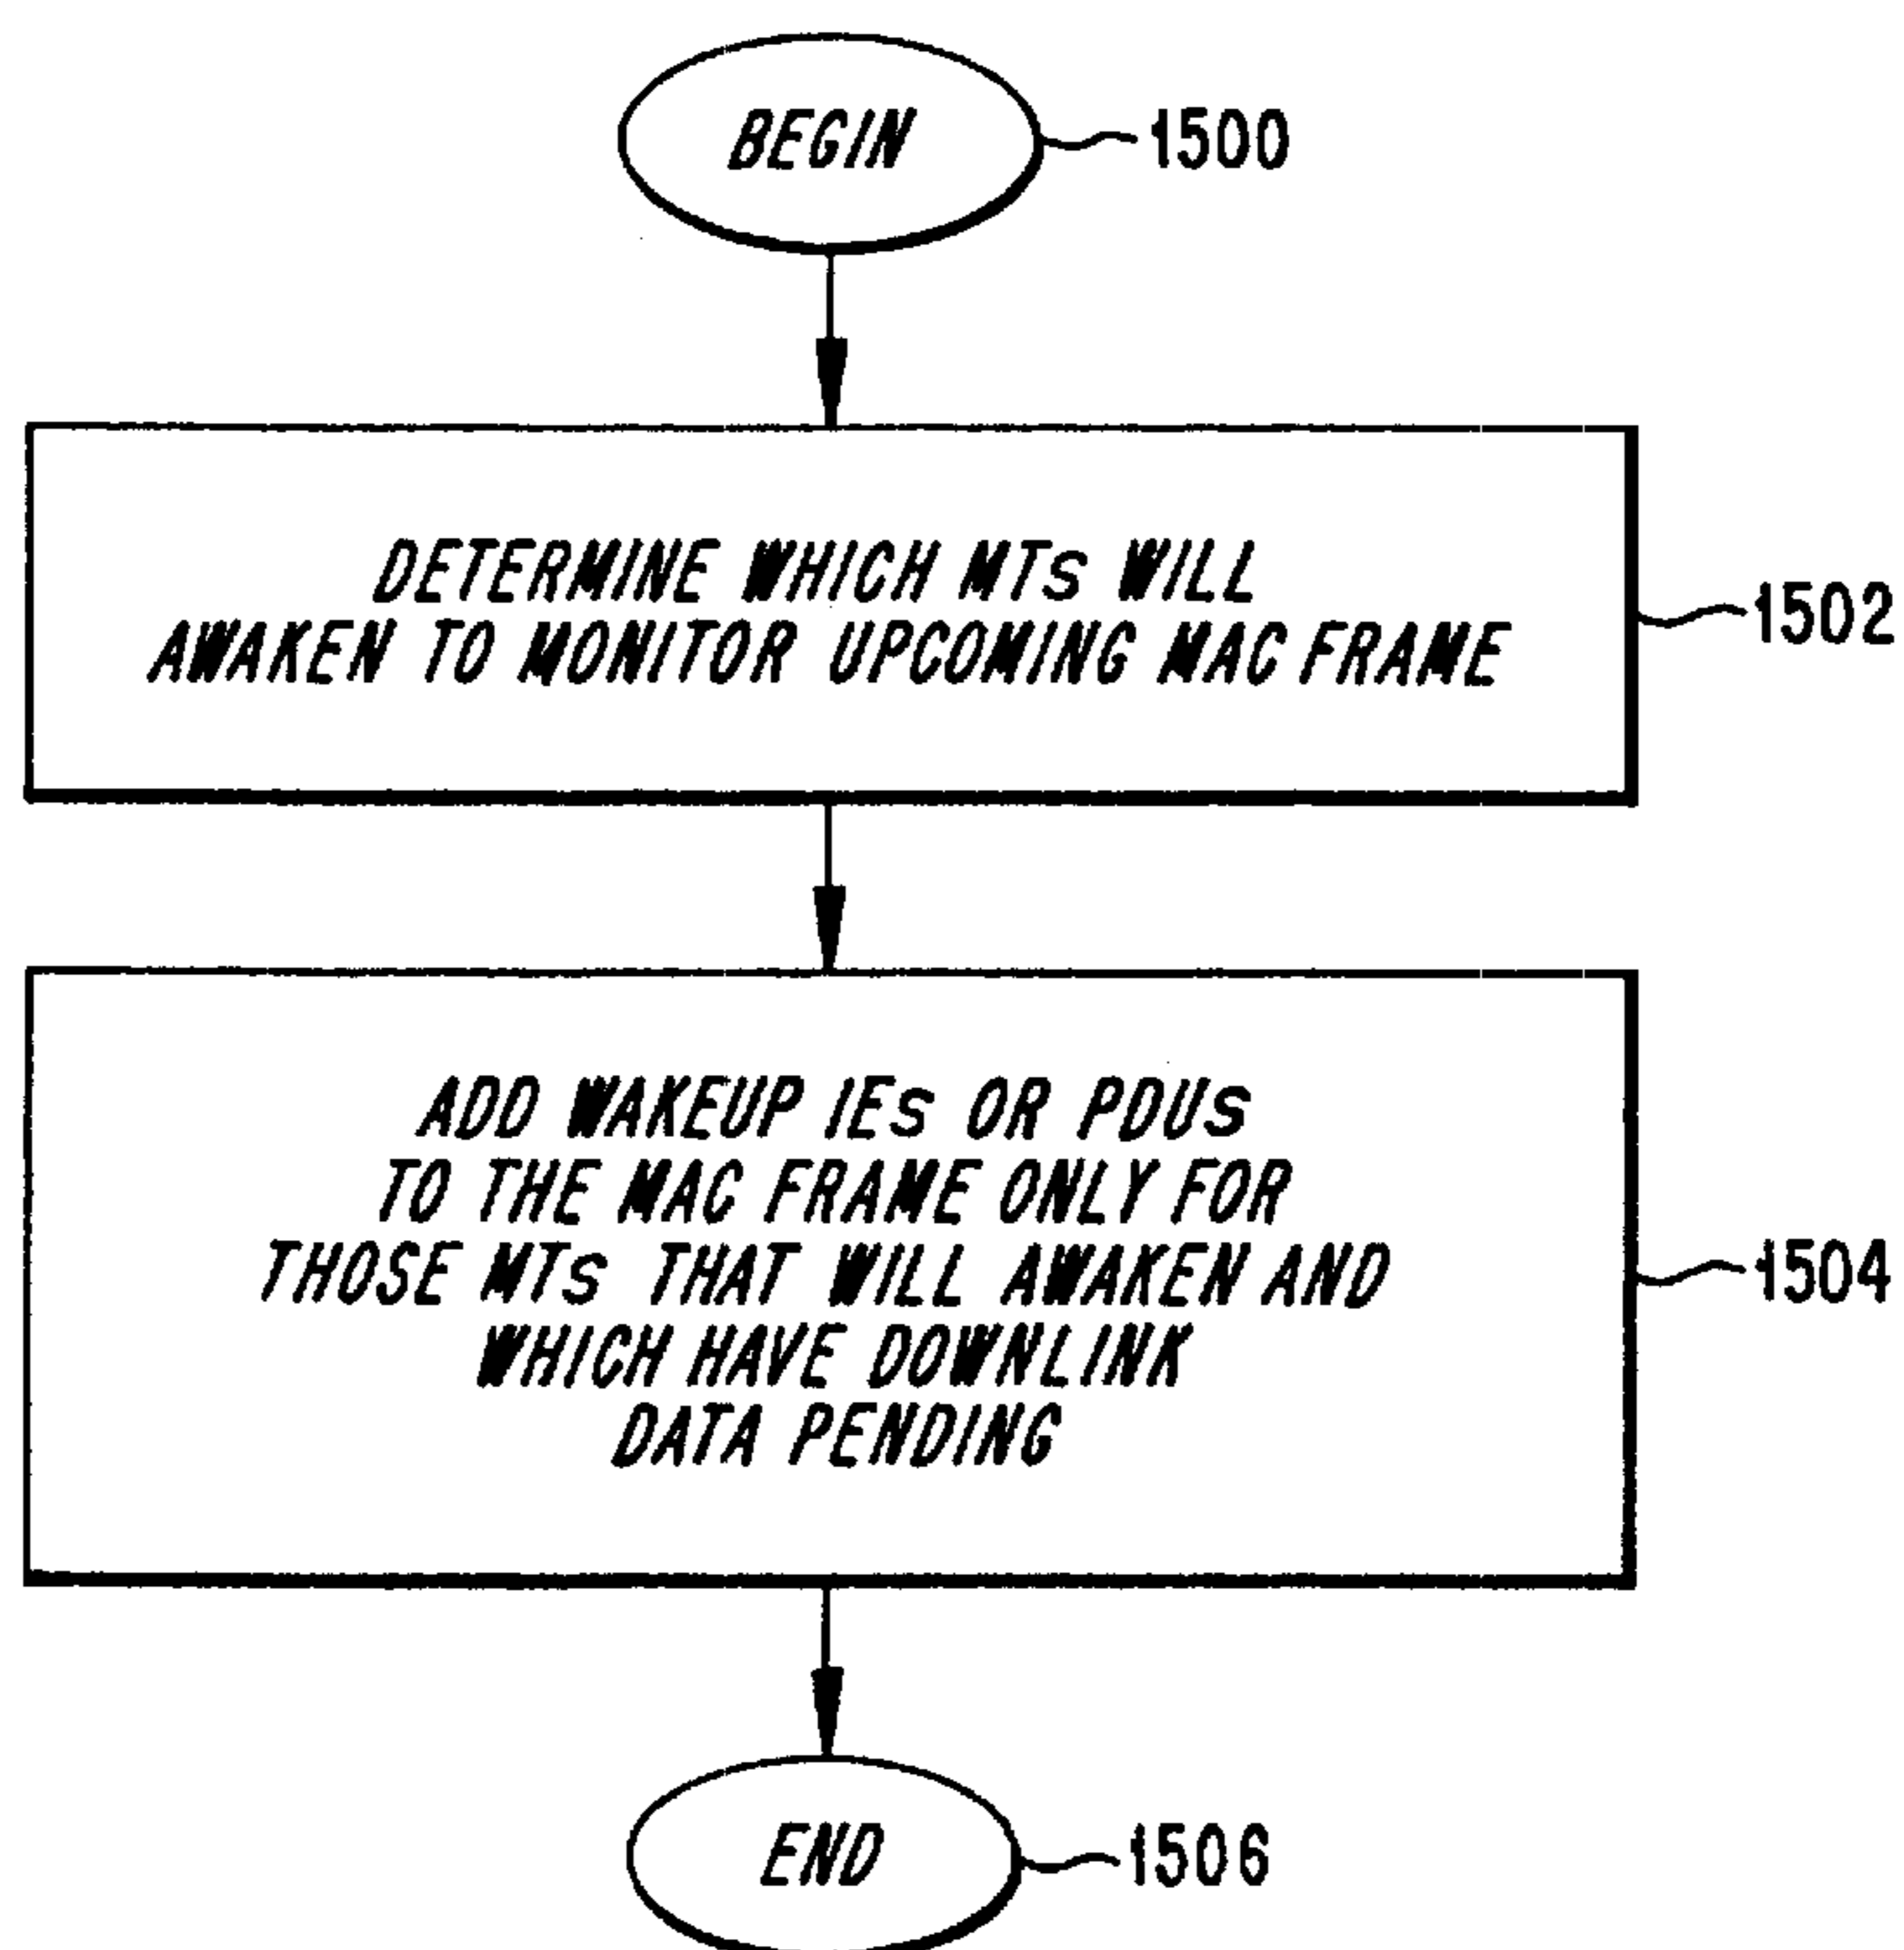 BEGIN
1500
DETERMINE WHICH MTs WILL
AWAKEN TO MONITOR UPCOMING MAC FRAME
1502
ADD WAKEUP IEs OR PDUs
TO THE MAC FRAME ONLY FOR
THOSE MTs THAT WILL AWAKEN AND
WHICH HAVE DOWNLINK
DATA PENDING
1504
END
1506